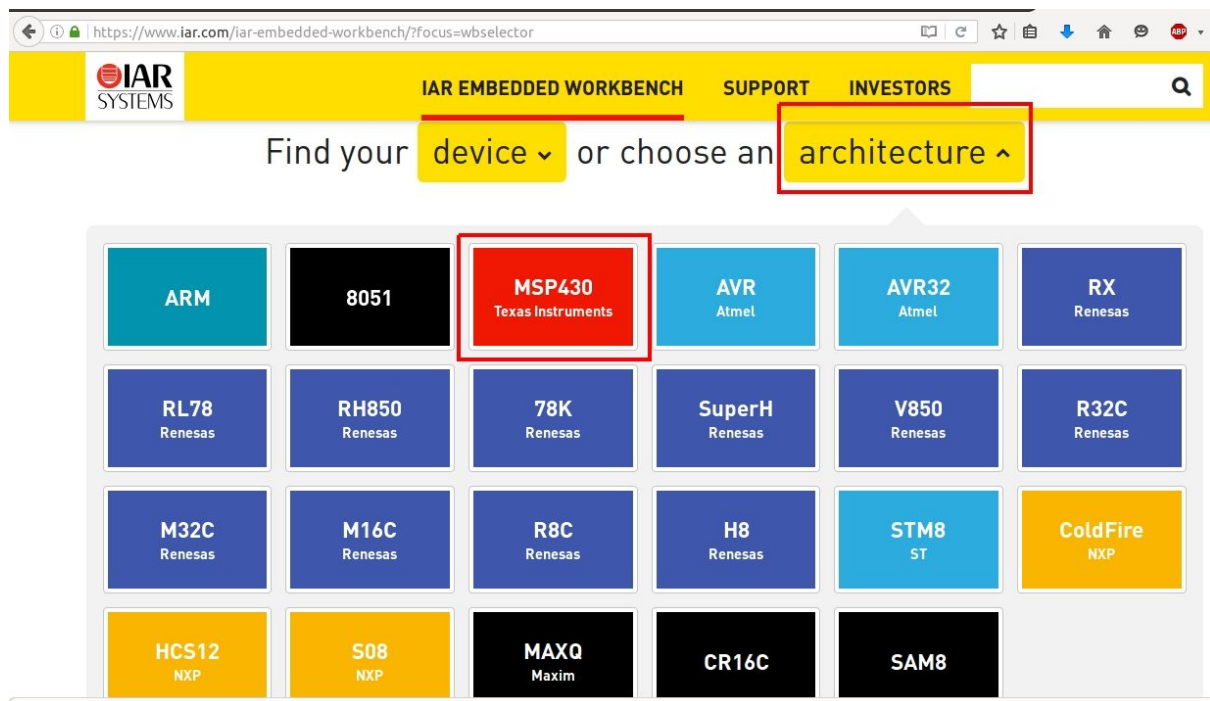 https://www.iar.com/iar-embedded-workbench/?focus=wbselector
ABP
IAR
SYSTEMS
IAR EMBEDDED WORKBENCH SUPPORT INVESTORS
Find your device or choose an architecture
ARM
8051
MSP430
Texas Instruments
AVR
Atmel
AVR32
Atmel
RX
Renesas
RL78
Renesas
RH850
Renesas
78K
Renesas
SuperH
Renesas
V850
Renesas
R32C
Renesas
M32C
Renesas
M16C
Renesas
R8C
Renesas
H8
Renesas
STM8
ST
ColdFire
NXP
HCS12
NXP
S08
NXP
MAXQ
Maxim
CR16C
SAM8